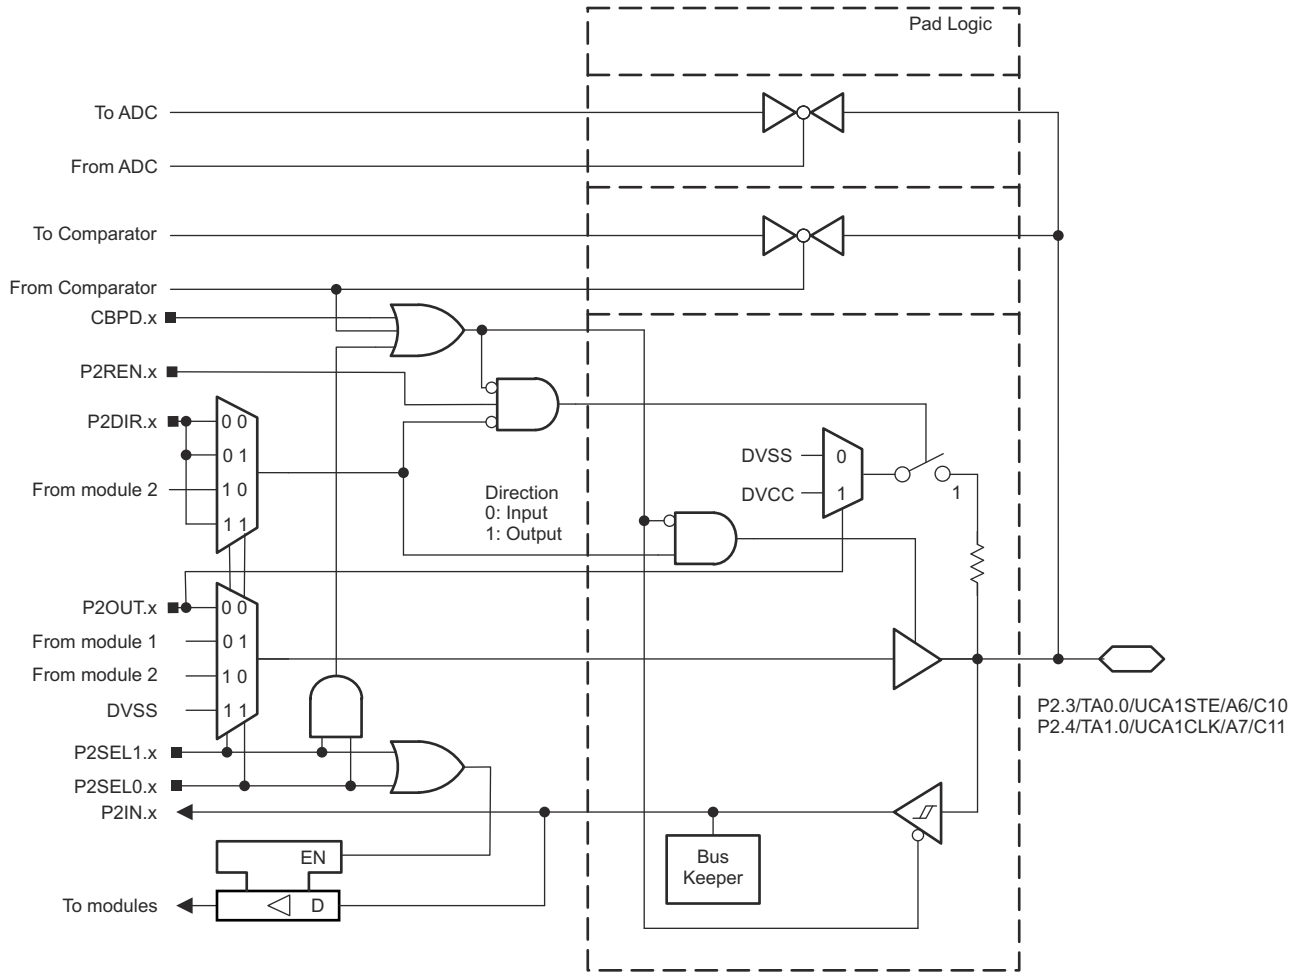 Pad Logic
To ADC
From ADC
To Comparator
From Comparator
CBPD.x
P2REN.x
P2DIR.x
0 0
0 1
From module 2
1 0
1 1
Direction
0: Input
1: Output
DVSS
0
DVCC
1
1
P2OUT.x
0 0
From module 1
0 1
From module 2
1 0
DVSS
1 1
P2.3/TA0.0/UCA1STE/A6/C10
P2.4/TA1.0/UCA1CLK/A7/C11
P2SEL1.x
P2SEL0.x
P2IN.x
Bus
Keeper
EN
To modules
D